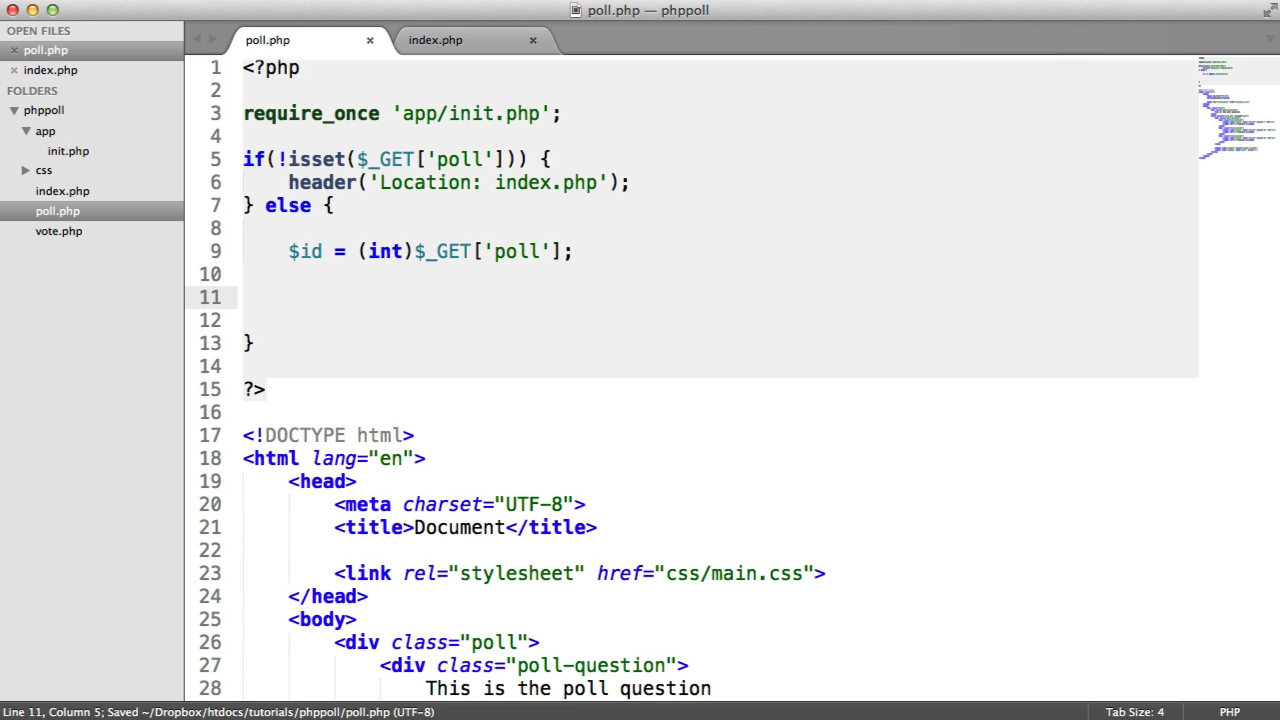 poll.php — phppoll
OPEN FILES
poll.php
index.php
FOLDERS
phppoll
app
init.php
css
index.php
poll.php
vote.php
poll.php
index.php
1 <?php
2
3 require_once 'app/init.php';
4
5 if(!isset($_GET['poll'])) {
6 header('Location: index.php');
7 } else {
8
9 $id = (int)$_GET['poll'];
10
11
12
13 }
14
15 ?>
16
17 <!DOCTYPE html>
18 <html lang="en">
19 <head>
20 <meta charset="UTF-8">
21 <title>Document</title>
22
23 <link rel="stylesheet" href="css/main.css">
24 </head>
25 <body>
26 <div class="poll">
27 <div class="poll-question">
28 This is the poll question
Line 11, Column 5; Saved ~/Dropbox/htdocs/tutorials/phppoll/poll.php (UTF-8)
Tab Size: 4
PHP